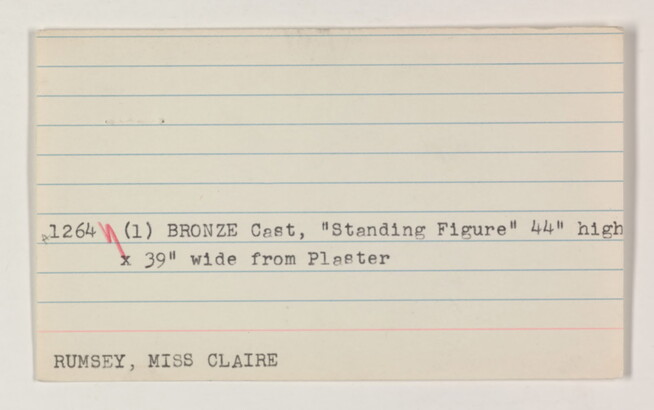 1264 (1) BRONZE Cast, "Standing Figure" 44" high
x 39" wide from Plaster
RUMSEY, MISS CLAIRE